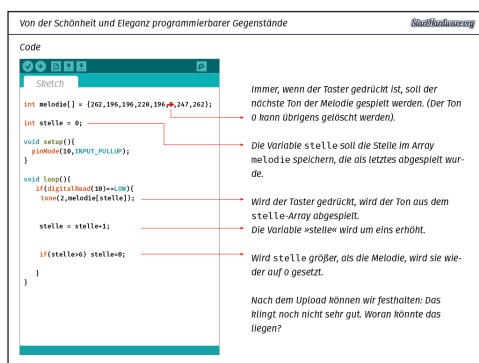 Von der Schönheit und Eleganz programmierbarer Gegenstände
StartHardware.org
Code
Sketch
int melodie[] = {262,196,196,220,196,0,247,262};
int stelle = 0;
void setup(){
pinMode(10,INPUT_PULLUP);
}
void loop(){
if(digitalRead(10)==LOW){
tone(2,melodie[stelle]);
stelle = stelle+1;
if(stelle>6) stelle=0;
}
}
Immer, wenn der Taster gedrückt ist, soll der
nächste Ton der Melodie gespielt werden. (Der Ton
0 kann übrigens gelöscht werden).
Die Variable stelle soll die Stelle im Array
melodie speichern, die als letztes abgespielt wur-
de.
Wird der Taster gedrückt, wird der Ton aus dem
stelle-Array abgespielt.
Die Variable »stelle« wird um eins erhöht.
Wird stelle größer, als die Melodie, wird sie wie-
der auf 0 gesetzt.
Nach dem Upload können wir festhalten: Das
klingt noch nicht sehr gut. Woran könnte das
liegen?